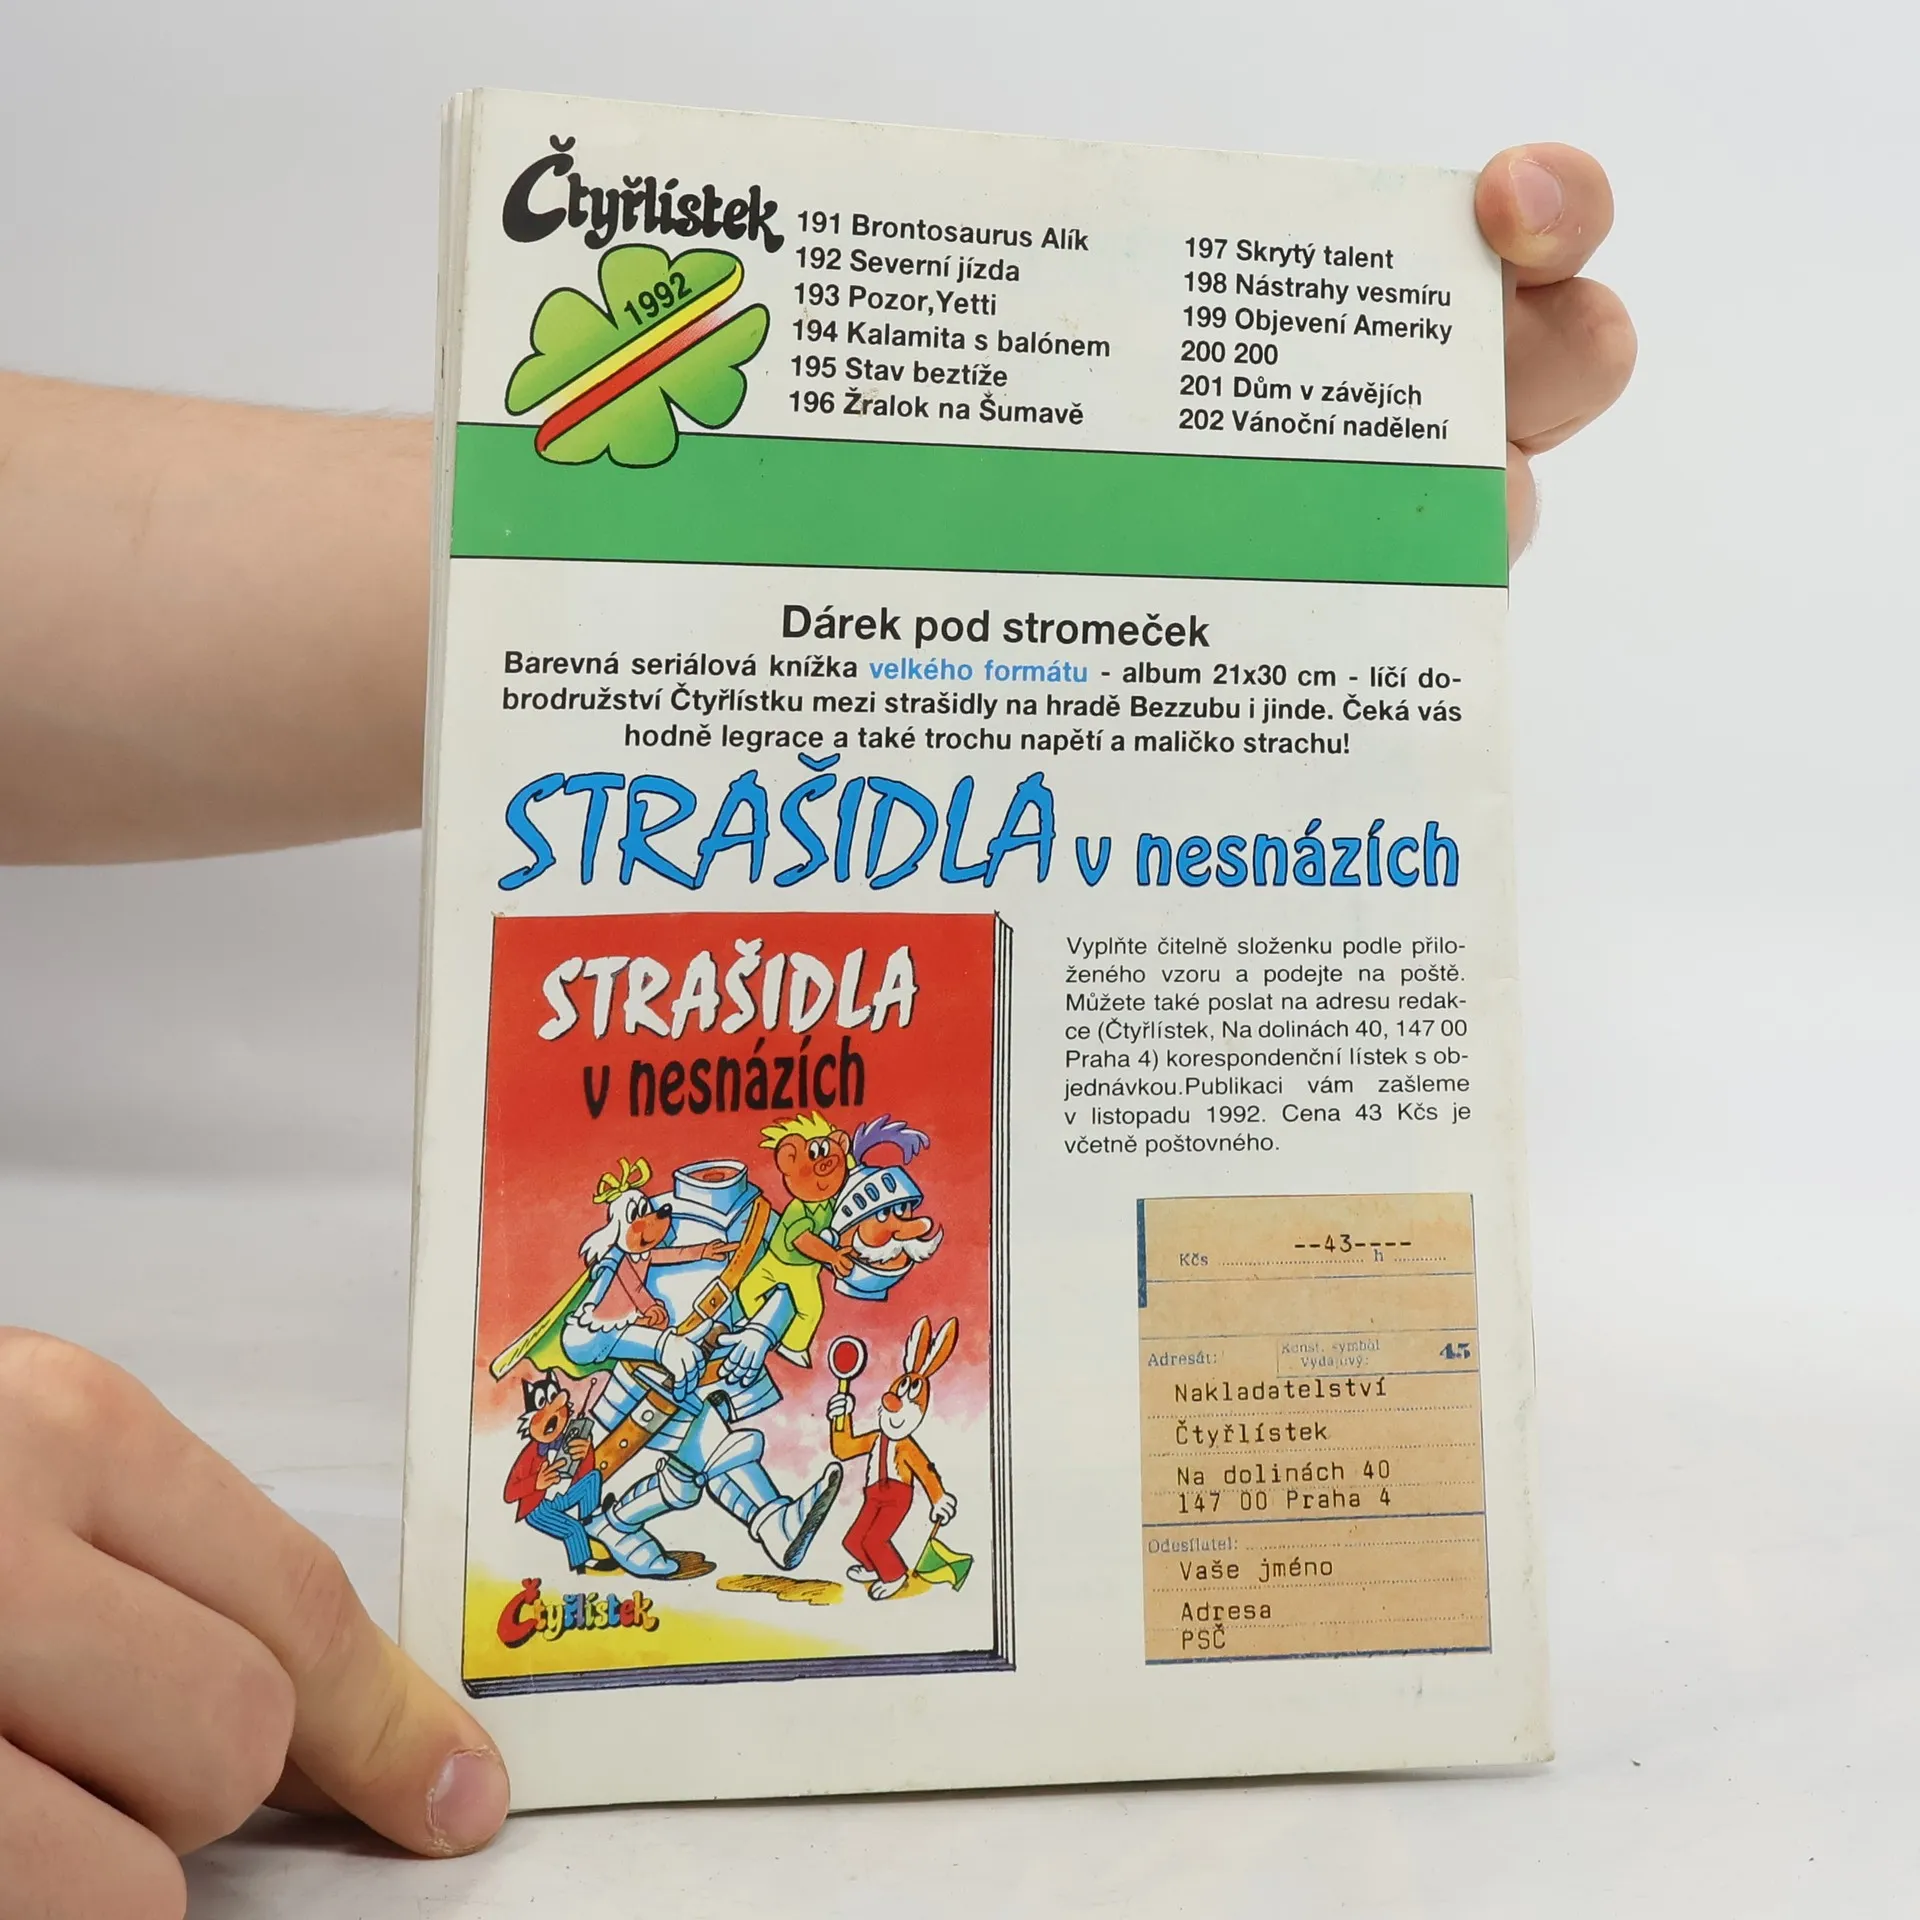 Čtyřlístek
1992
191 Brontosaurus Alík
192 Severní jízda
193 Pozor,Yetti
194 Kalamita s balónem
195 Stav beztíže
196 Žralok na Šumavě
197 Skrytý talent
198 Nástrahy vesmíru
199 Objevení Ameriky
200 200
201 Dům v závějích
202 Vánoční nadělení
Dárek pod stromeček
Barevná seriálová knížka velkého formátu - album 21x30 cm - líčí do-
brodružství Čtyřlístku mezi strašidly na hradě Bezzubu i jinde. Čeká vás
hodně legrace a také trochu napětí a maličko strachu!
STRAŠIDLA v nesnázích
STRAŠIDLA
v nesnázích
Čtyřlístek
Vyplňte čitelně složenku podle přilo-
ženého vzoru a podejte na poště.
Můžete také poslat na adresu redak-
ce (Čtyřlístek, Na dolinách 40, 147 00
Praha 4) korespondenční lístek s ob-
jednávkou.Publikaci vám zašleme
v listopadu 1992. Cena 43 Kčs je
včetně poštovného.
Kčs --43---- h
Adresát:
Konst. symbol
Výdajový:
45
Nakladatelství
Čtyřlístek
Na dolinách 40
147 00 Praha 4
Odesílatel:
Vaše jméno
Adresa
PSČ